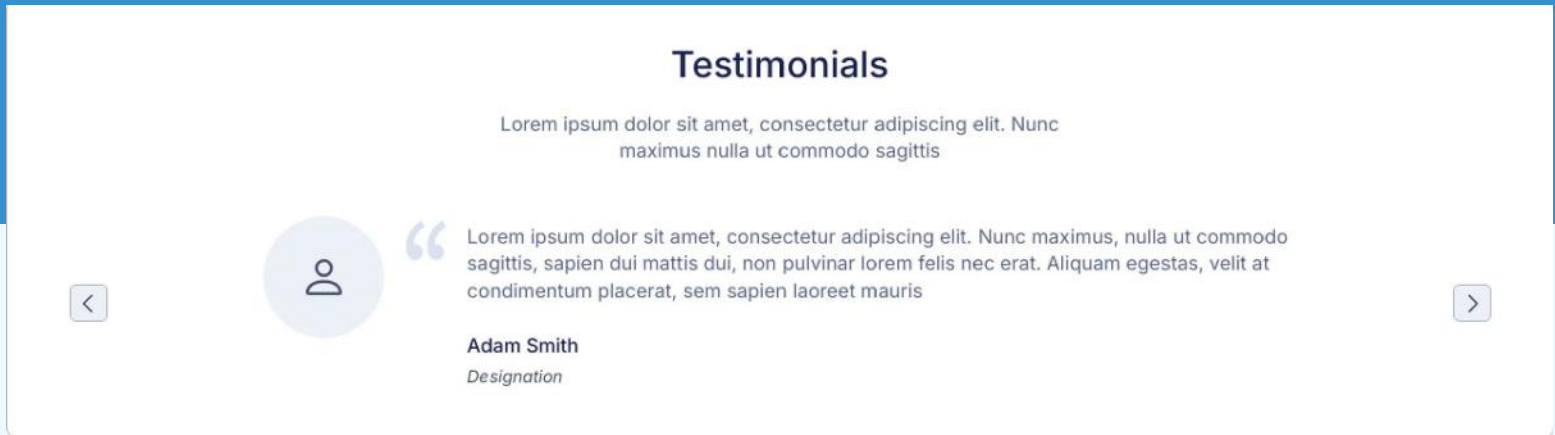 Testimonials
Lorem ipsum dolor sit amet, consectetur adipiscing elit. Nunc
maximus nulla ut commodo sagittis
“
Lorem ipsum dolor sit amet, consectetur adipiscing elit. Nunc maximus, nulla ut commodo
sagittis, sapien dui mattis dui, non pulvinar lorem felis nec erat. Aliquam egestas, velit at
condimentum placerat, sem sapien laoreet mauris
Adam Smith
Designation